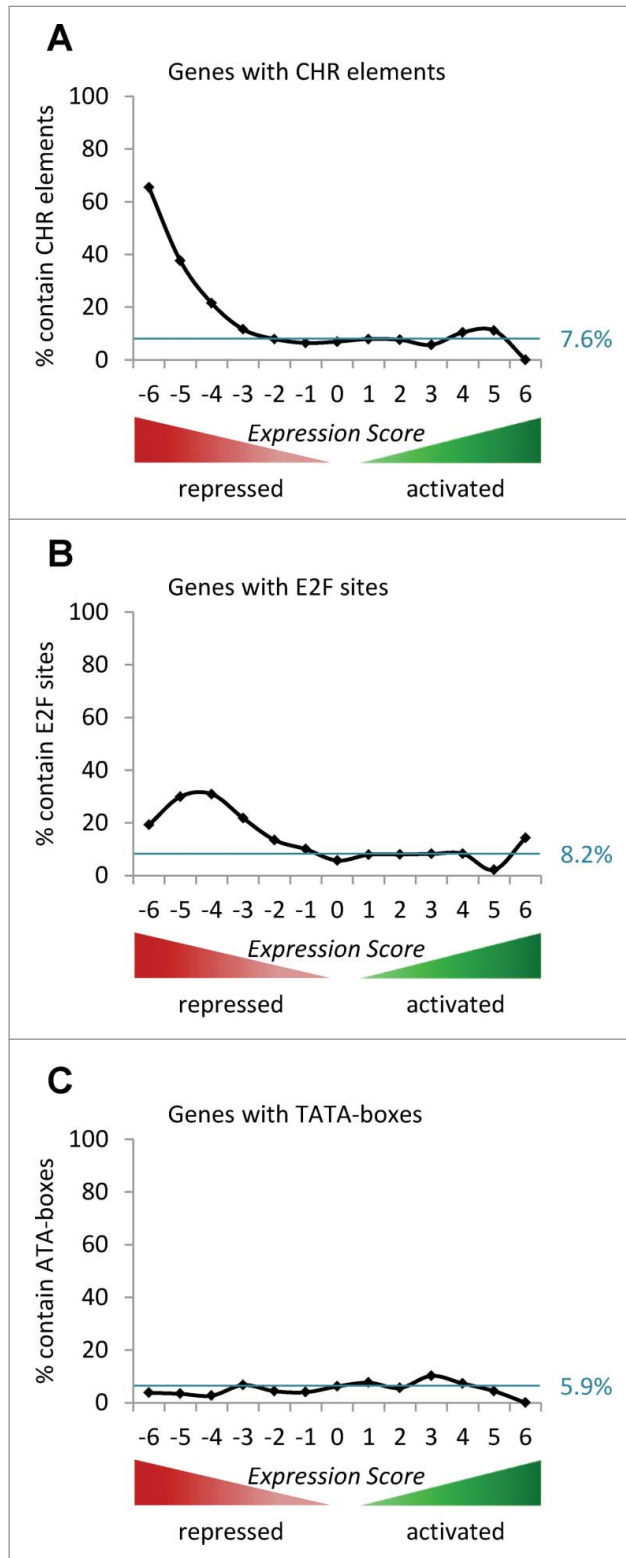 A
Genes with CHR elements
% contain CHR elements
100
80
60
40
20
0
7.6%
-6 -5 -4 -3 -2 -1 0 1 2 3 4 5 6
Expression Score
repressed activated
B
Genes with E2F sites
% contain E2F sites
100
80
60
40
20
0
8.2%
-6 -5 -4 -3 -2 -1 0 1 2 3 4 5 6
Expression Score
repressed activated
C
Genes with TATA-boxes
% contain ATA-boxes
100
80
60
40
20
0
5.9%
-6 -5 -4 -3 -2 -1 0 1 2 3 4 5 6
Expression Score
repressed activated